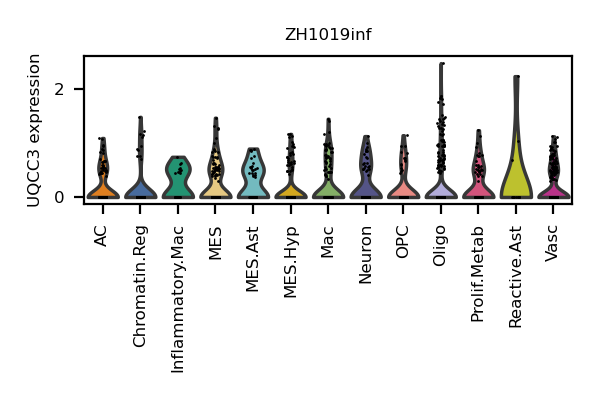 ZH1019inf
UQCC3 expression
2
0
AC
Chromatin.Reg
Inflammatory.Mac
MES
MES.Ast
MES.Hyp
Mac
Neuron
OPC
Oligo
Prolif.Metab
Reactive.Ast
Vasc